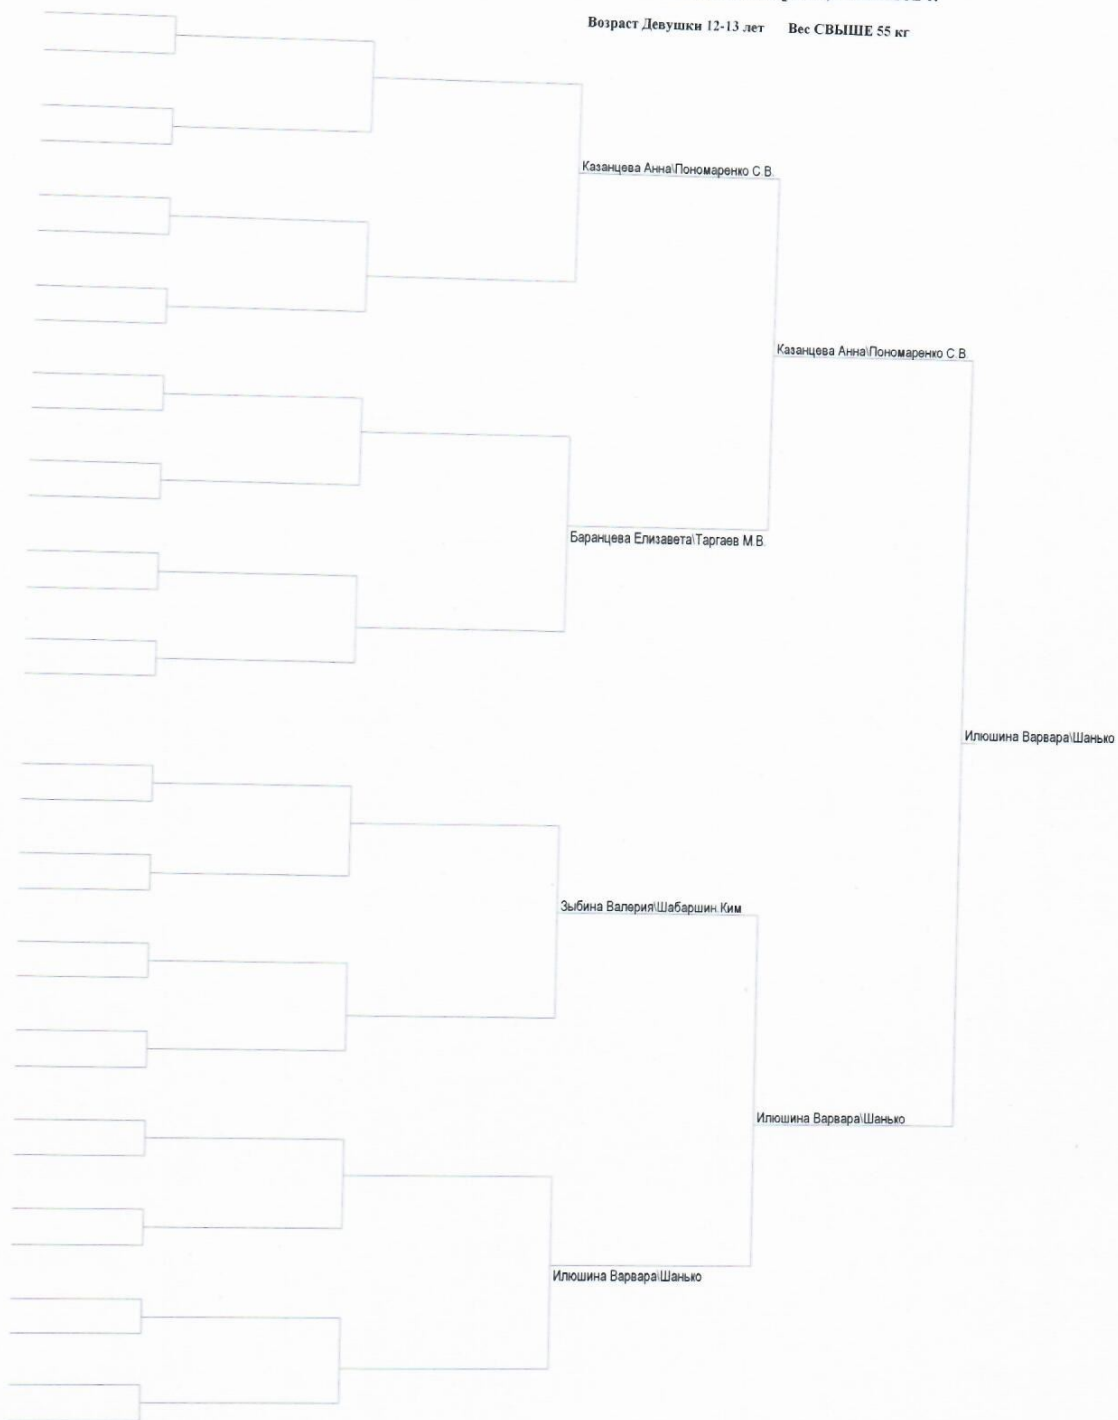 Возраст Девушки 12-13 лет Вес СВЫШЕ 55 кг
Казанцева Анна\Пономаренко С.В.
Казанцева Анна\Пономаренко С.В.
Баранцева Елизавета\Таргаев М.В.
Илюшина Варвара\Шанько
Зыбина Валерия\Шабаршин.Ким
Илюшина Варвара\Шанько
Илюшина Варвара\Шанько